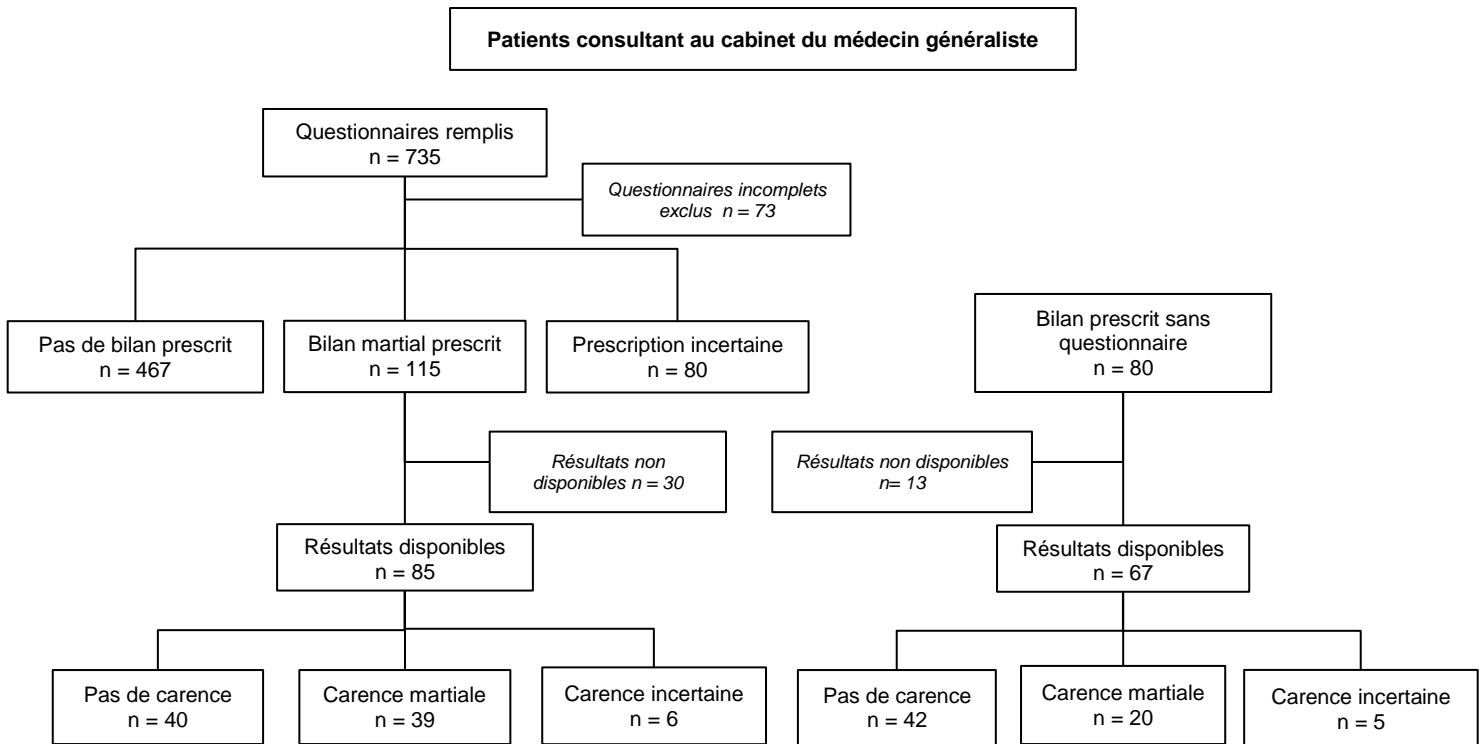 Patients consultant au cabinet du médecin généraliste
Questionnaires remplis
n = 735
Questionnaires incomplets
exclus n = 73
Pas de bilan prescrit
n = 467
Bilan martial prescrit
n = 115
Prescription incertaine
n = 80
Bilan prescrit sans
questionnaire
n = 80
Résultats non
disponibles n = 30
Résultats non disponibles
n= 13
Résultats disponibles
n = 85
Résultats disponibles
n = 67
Pas de carence
n = 40
Carence martiale
n = 39
Carence incertaine
n = 6
Pas de carence
n = 42
Carence martiale
n = 20
Carence incertaine
n = 5